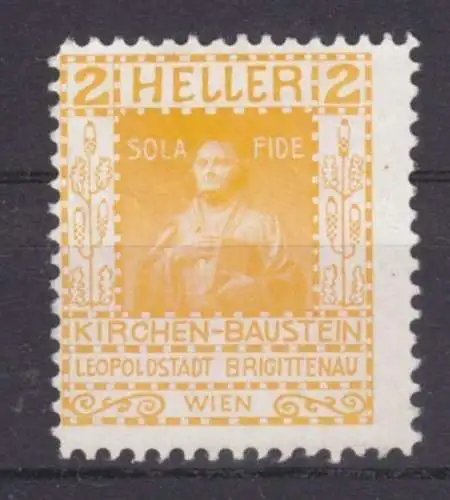 2 HELLER 2
SOLA FIDE
KIRCHEN-BAUSTEIN
LEOPOLDSTADT BRIGITTENAU
WIEN